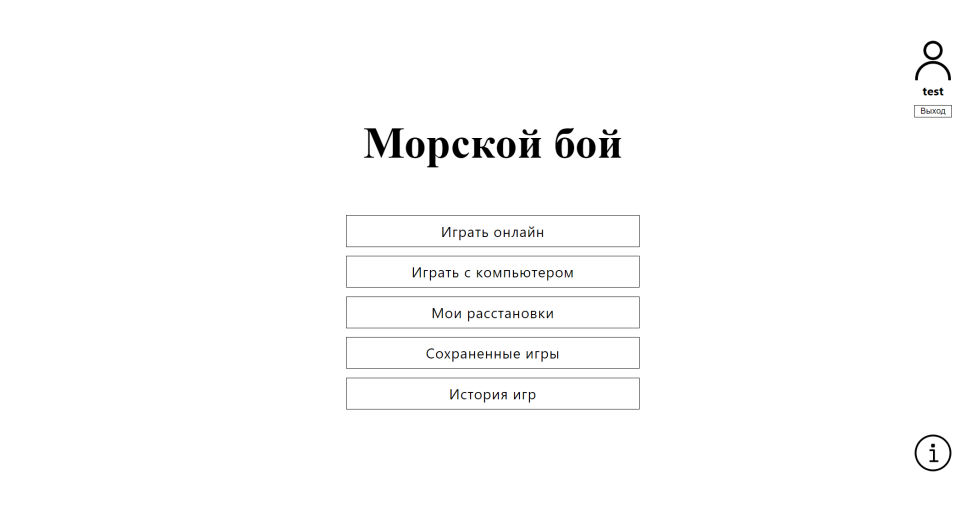 test
Выход
Морской бой
Играть онлайн
Играть с компьютером
Мои расстановки
Сохраненные игры
История игр
i